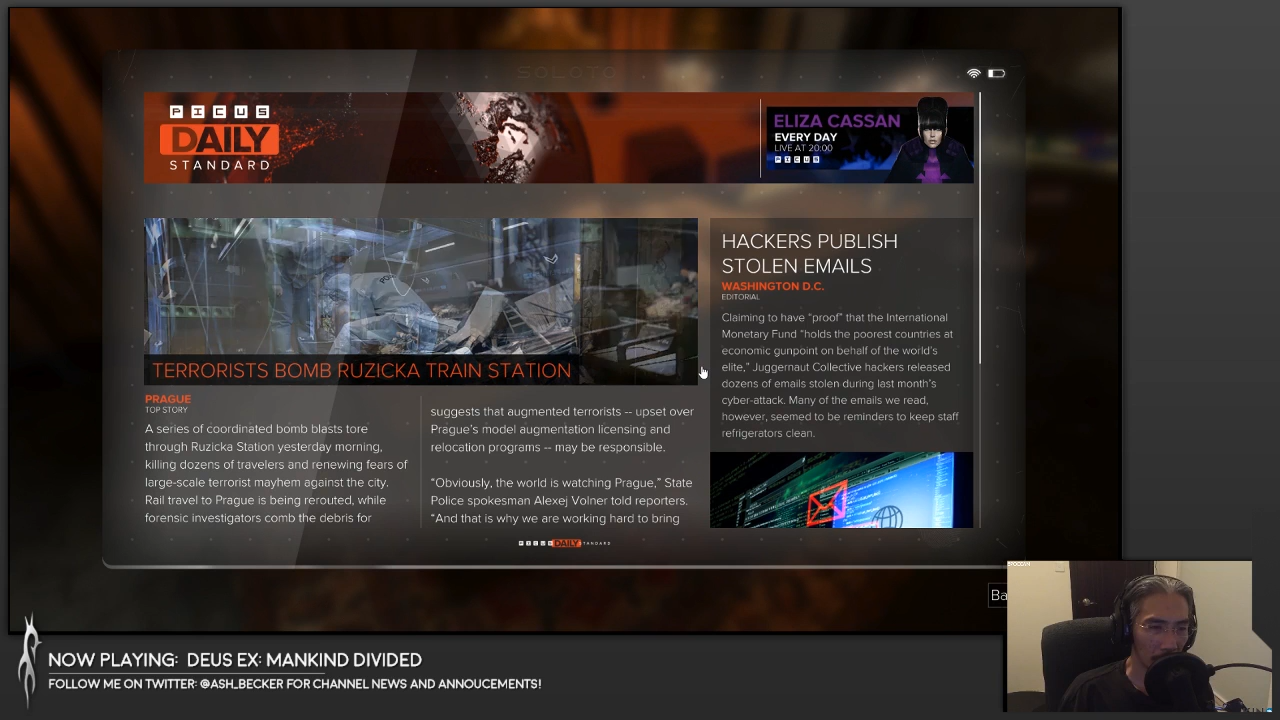 SOLOTO
PICUS
DAILY
STANDARD
ELIZA CASSAN
EVERY DAY
LIVE AT 20:00
PICUS
TERRORISTS BOMB RUZICKA TRAIN STATION
PRAGUE
TOP STORY
A series of coordinated bomb blasts tore
through Ruzicka Station yesterday morning,
killing dozens of travelers and renewing fears of
large-scale terrorist mayhem against the city.
Rail travel to Prague is being rerouted, while
forensic investigators comb the debris for
suggests that augmented terrorists -- upset over
Prague's model augmentation licensing and
relocation programs -- may be responsible.
“Obviously, the world is watching Prague,” State
Police spokesman Alexej Volner told reporters.
“And that is why we are working hard to bring
HACKERS PUBLISH
STOLEN EMAILS
WASHINGTON D.C.
EDITORIAL
Claiming to have “proof” that the International
Monetary Fund “holds the poorest countries at
economic gunpoint on behalf of the world's
elite,” Juggernaut Collective hackers released
dozens of emails stolen during last month's
cyber-attack. Many of the emails we read,
however, seemed to be reminders to keep staff
refrigerators clean.
PICUS DAILY STANDARD
Ba
NOW PLAYING: DEUS EX: MANKIND DIVIDED
FOLLOW ME ON TWITTER: @ASH_BECKER FOR CHANNEL NEWS AND ANNOUCEMENTS!